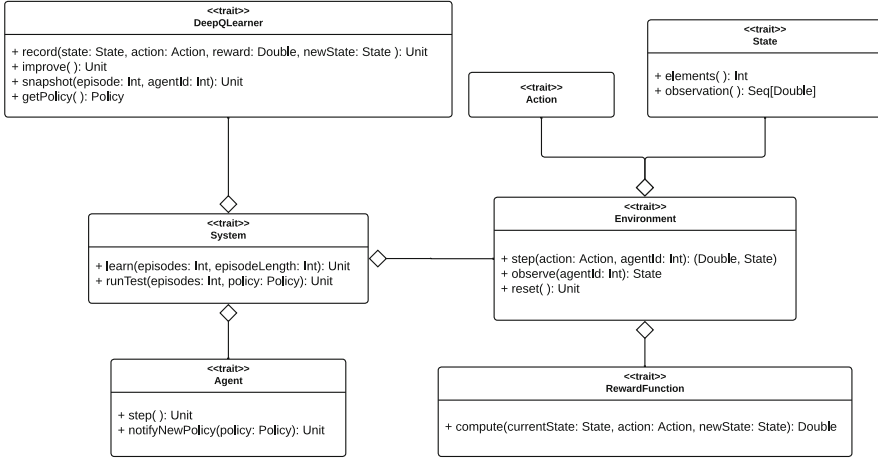 <<trait>>
DeepQLearner
+ record(state: State, action: Action, reward: Double, newState: State ): Unit
+ improve( ): Unit
+ snapshot(episode: Int, agentId: Int): Unit
+ getPolicy( ): Policy
<<trait>>
Action
<<trait>>
State
+ elements( ): Int
+ observation( ): Seq[Double]
<<trait>>
System
+ learn(episodes: Int, episodeLength: Int): Unit
+ runTest(episodes: Int, policy: Policy): Unit
<<trait>>
Environment
+ step(action: Action, agentId: Int): (Double, State)
+ observe(agentId: Int): State
+ reset( ): Unit
<<trait>>
Agent
+ step( ): Unit
+ notifyNewPolicy(policy: Policy): Unit
<<trait>>
RewardFunction
+ compute(currentState: State, action: Action, newState: State): Double